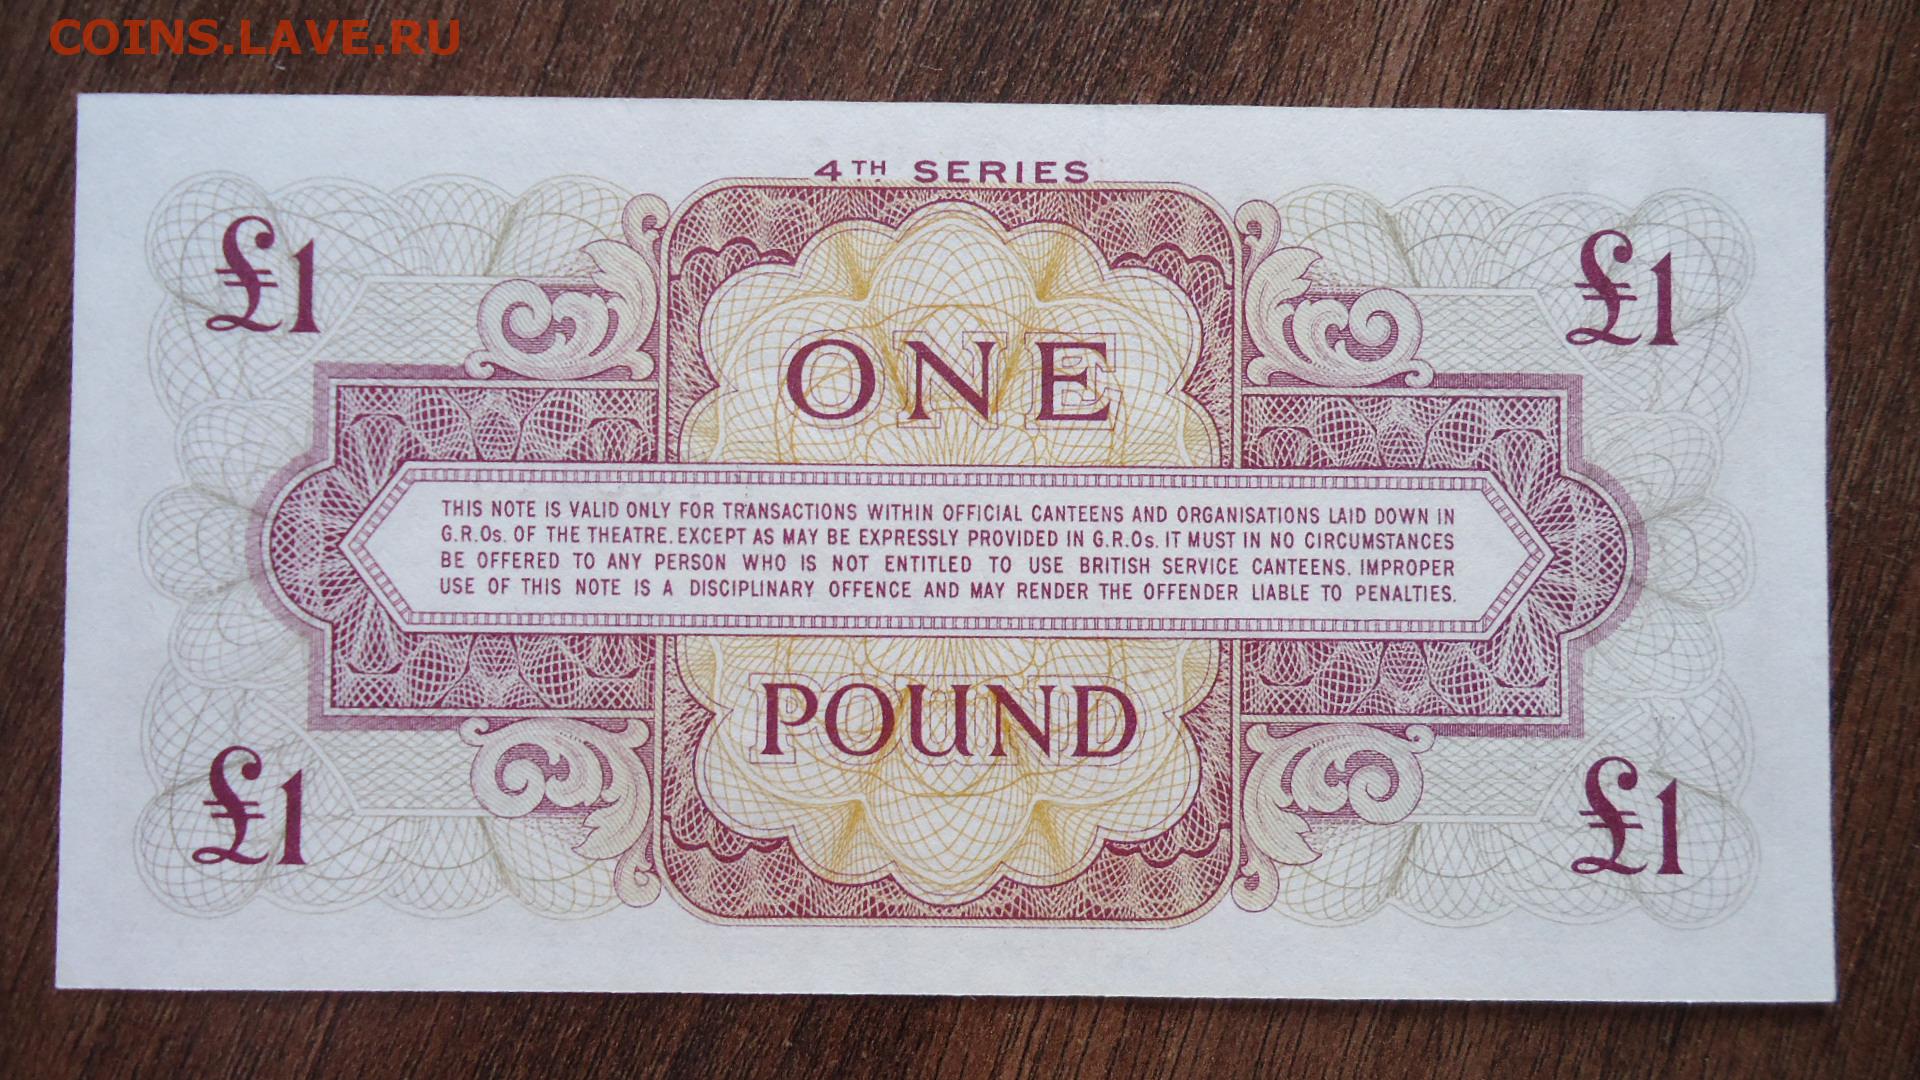 COINS.LAVE.RU
4TH SERIES
£1
£1
ONE
THIS NOTE IS VALID ONLY FOR TRANSACTIONS WITHIN OFFICIAL CANTEENS AND ORGANISATIONS LAID DOWN IN
G.R.Os. OF THE THEATRE. EXCEPT AS MAY BE EXPRESSLY PROVIDED IN G.R.Os. IT MUST IN NO CIRCUMSTANCES
BE OFFERED TO ANY PERSON WHO IS NOT ENTITLED TO USE BRITISH SERVICE CANTEENS. IMPROPER
USE OF THIS NOTE IS A DISCIPLINARY OFFENCE AND MAY RENDER THE OFFENDER LIABLE TO PENALTIES.
POUND
£1
£1